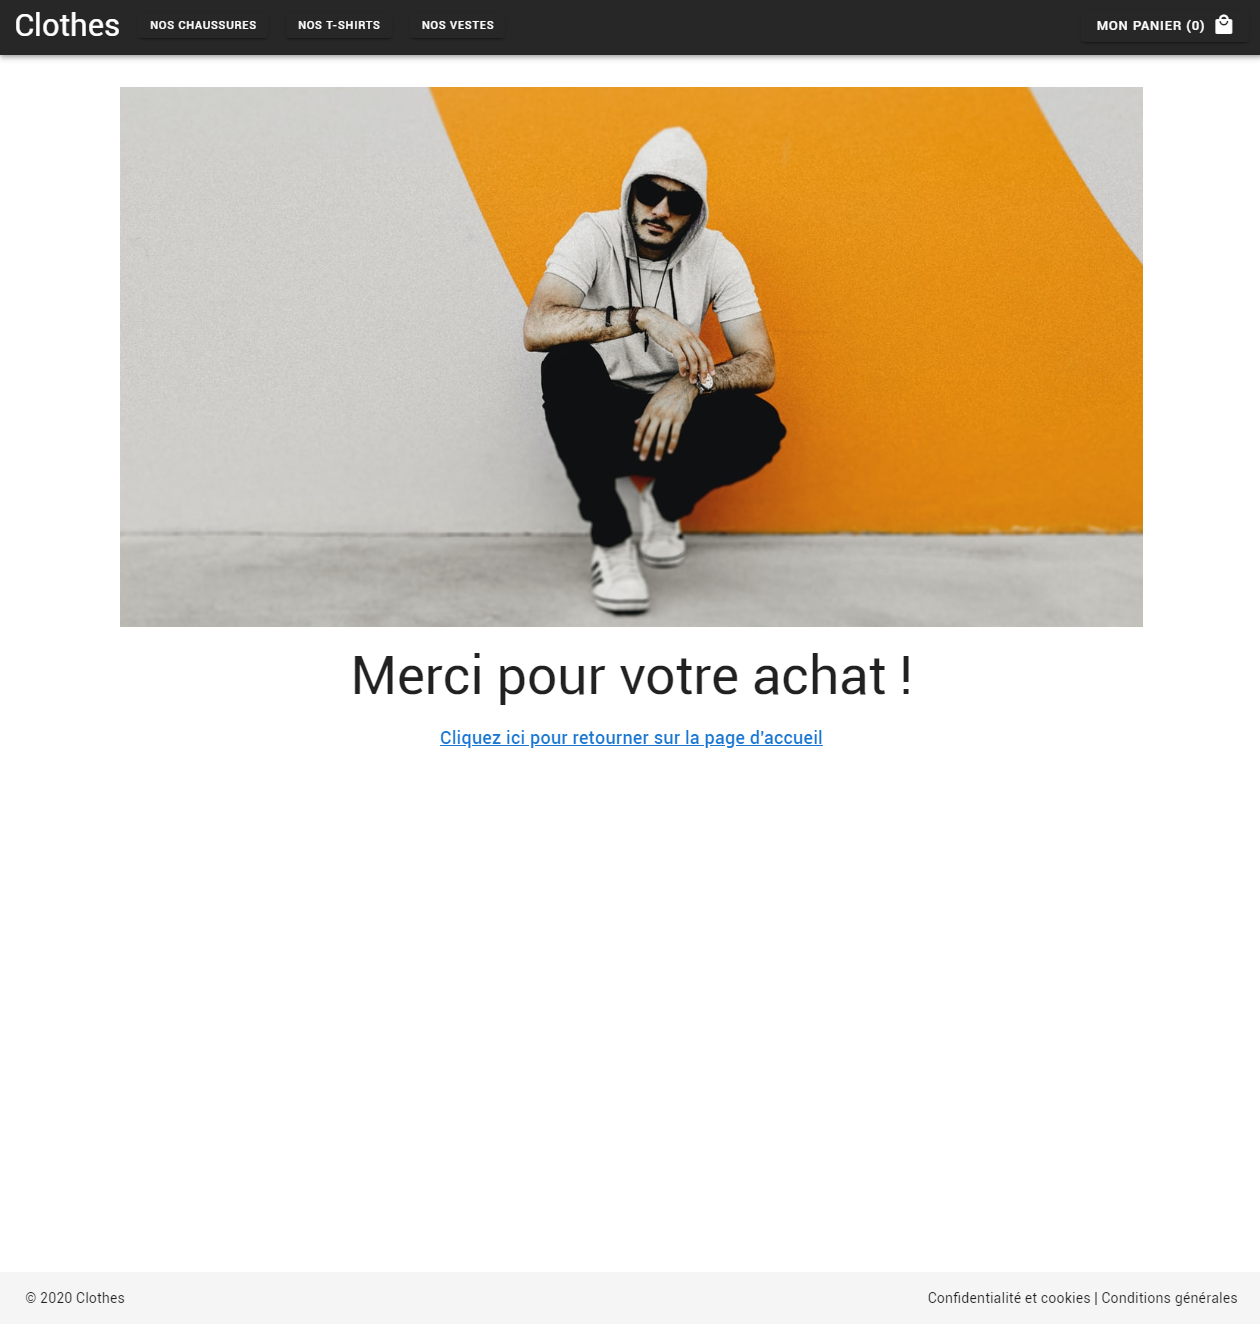 Clothes
NOS CHAUSSURES
NOS T-SHIRTS
NOS VESTES
MON PANIER (0)
Merci pour votre achat !
Cliquez ici pour retourner sur la page d'accueil
© 2020 Clothes
Confidentialité et cookies | Conditions générales